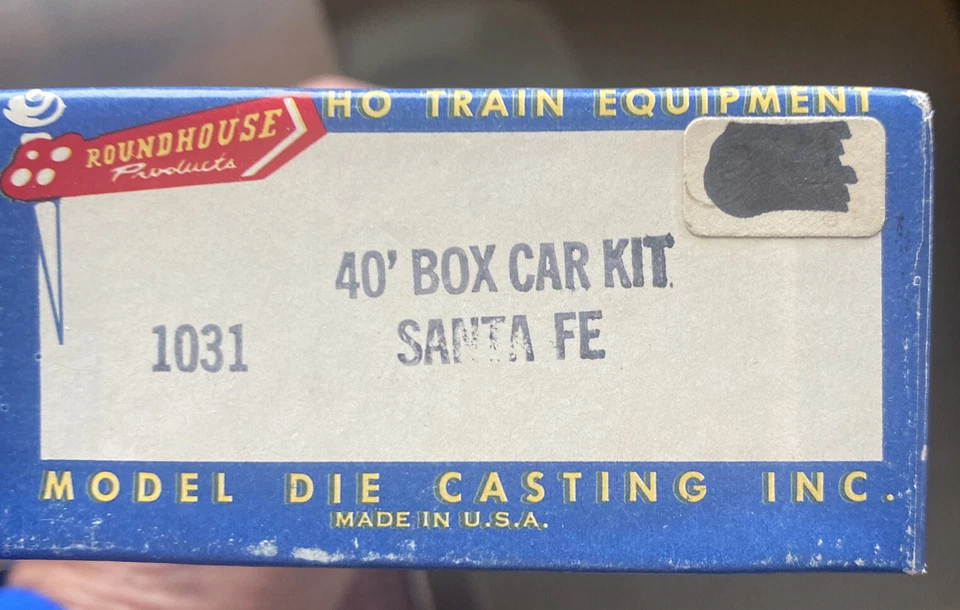 HO TRAIN EQUIPMENT
ROUNDHOUSE
Products
40' BOX CAR KIT
1031 SANTA FE
MODEL DIE CASTING INC.
MADE IN U.S.A.